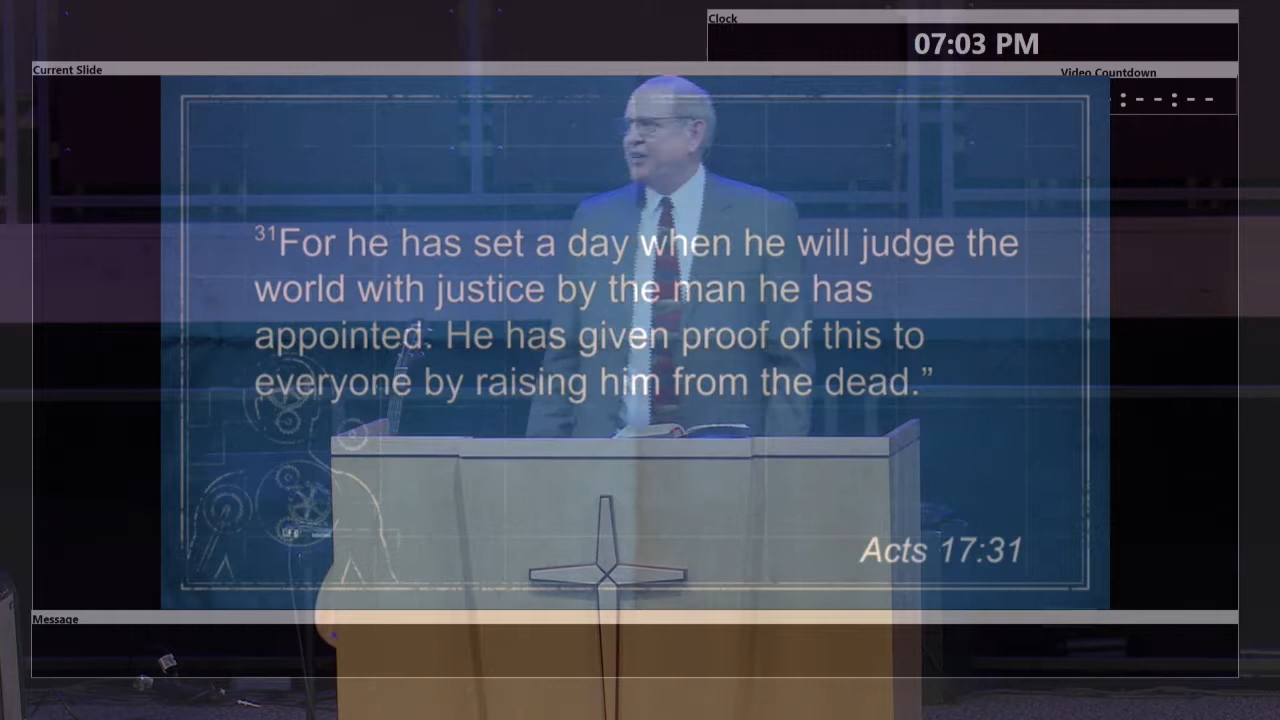 Clock
07:03 PM
Current Slide
Video Countdown
:--:--
³¹For he has set a day when he will judge the
world with justice by the man he has
appointed. He has given proof of this to
everyone by raising him from the dead.”
Acts 17:31
Message